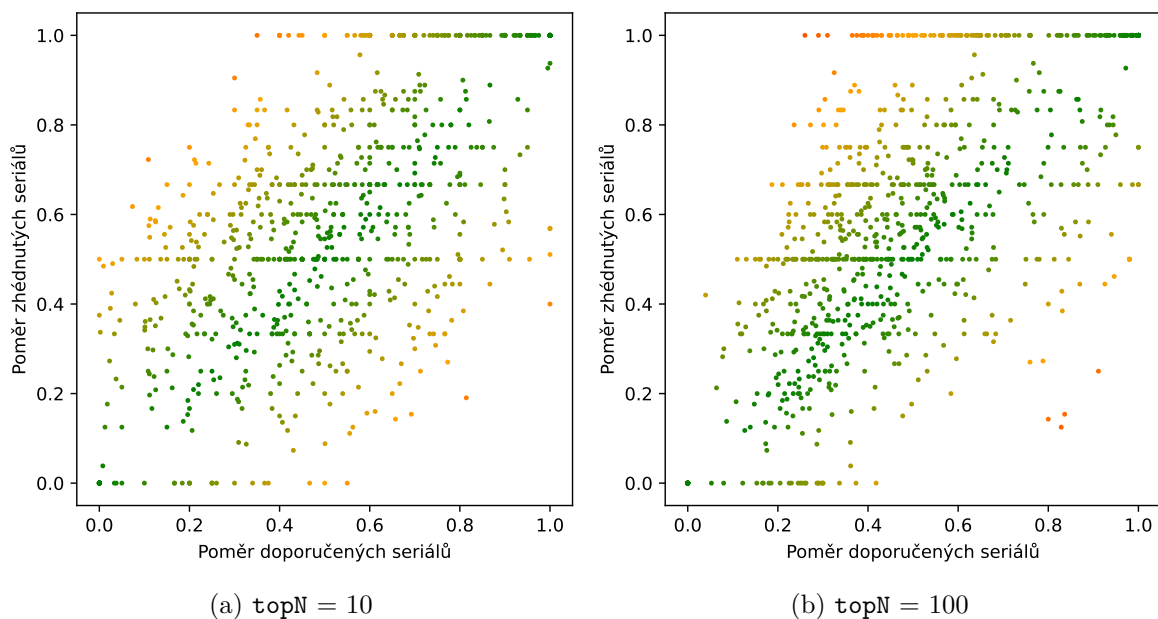 1.0
0.8
0.6
0.4
0.2
0.0
Poměr zhédnutých seriálů
0.0 0.2 0.4 0.6 0.8 1.0
Poměr doporučených seriálů
(a) topN = 10
1.0
0.8
0.6
0.4
0.2
0.0
Poměr zhédnutých seriálů
0.0 0.2 0.4 0.6 0.8 1.0
Poměr doporučených seriálů
(b) topN = 100